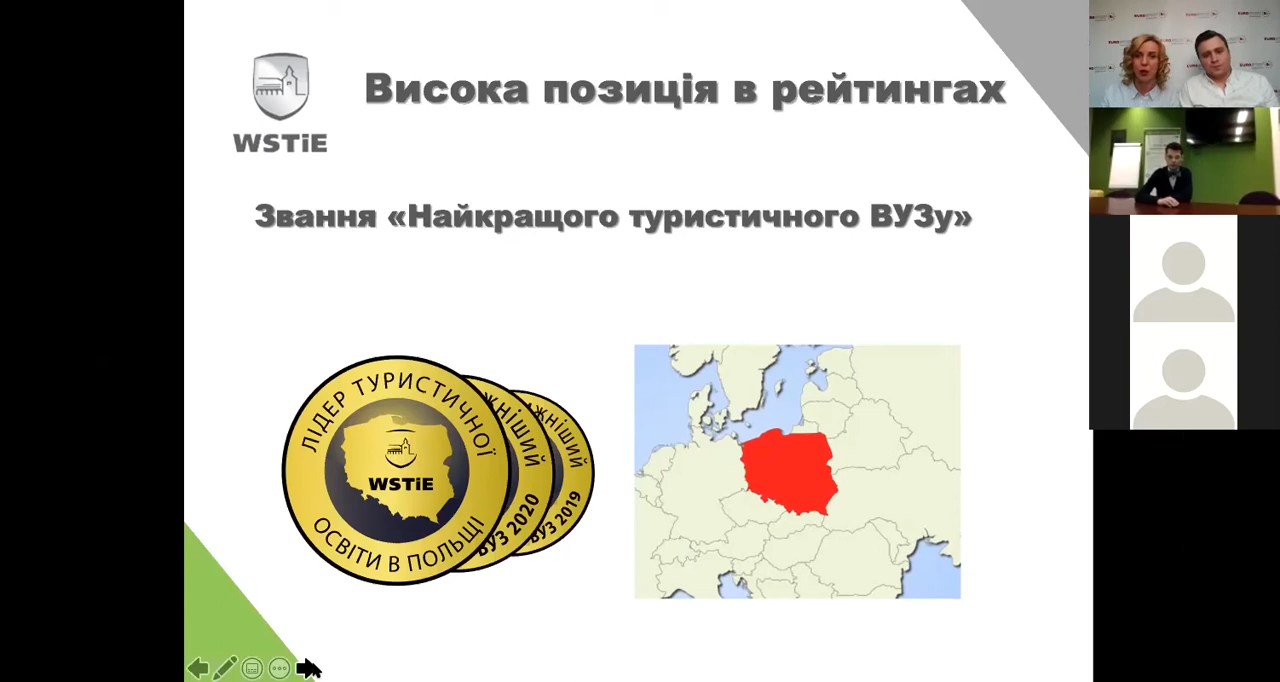 WSTiE
Висока позиція в рейтингах
Звання «Найкращого туристичного ВУЗу»
ЛІДЕР ТУРИСТИЧНОЇ
WSTiE
ОСВІТИ В ПОЛЬЩІ
ВУЗ 2020
ВУЗ 2019